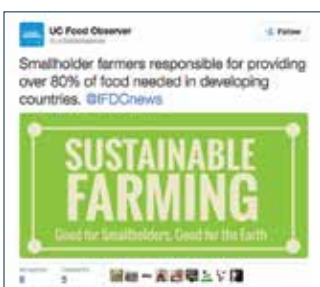 UC Food Observer
Follow
Smallholder farmers responsible for providing
over 80% of food needed in developing
countries. @IFDCnews
SUSTAINABLE
FARMING
Good for Smallholders, Good for the Earth
5